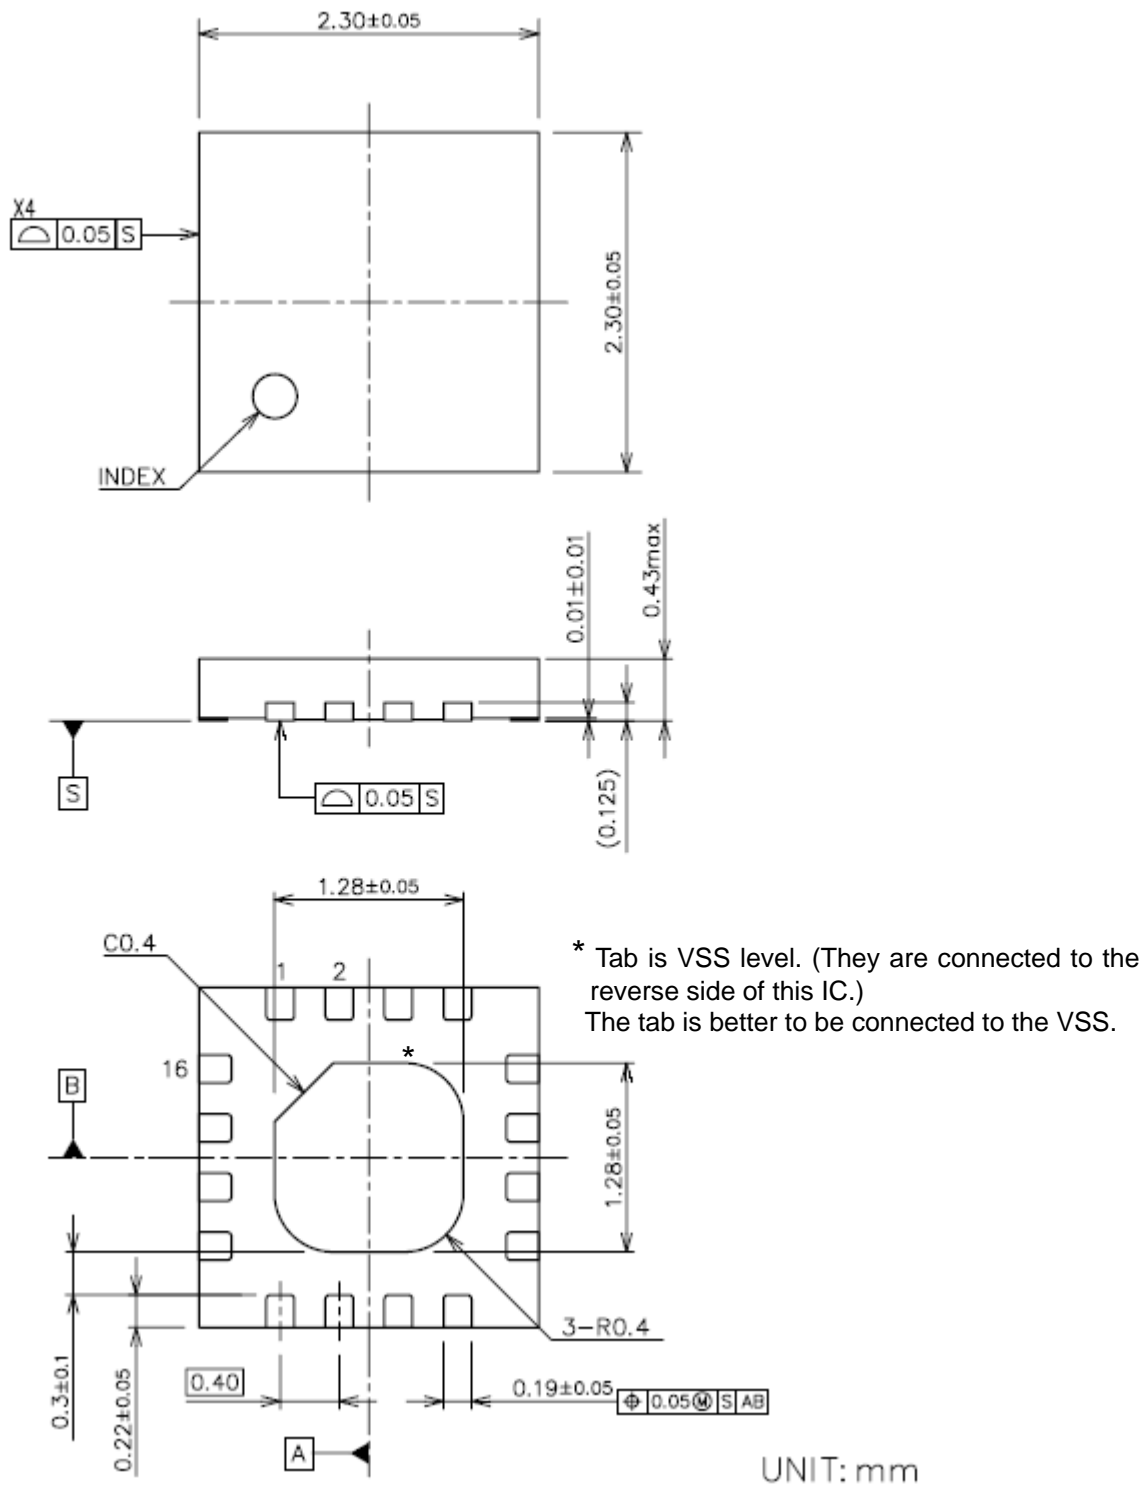 2.30±0.05
X4
0.05 S
2.30±0.05
INDEX
0.01±0.01
0.43max
S
0.05 S
(0.125)
1.28±0.05
C0.4
* Tab is VSS level. (They are connected to the
reverse side of this IC.)
The tab is better to be connected to the VSS.
1 2
*
16
B
1.28±0.05
3-R0.4
0.3±0.1
0.22±0.05
0.40
0.19±0.05
⌖ 0.05Ⓜ S AB
A
UNIT: mm